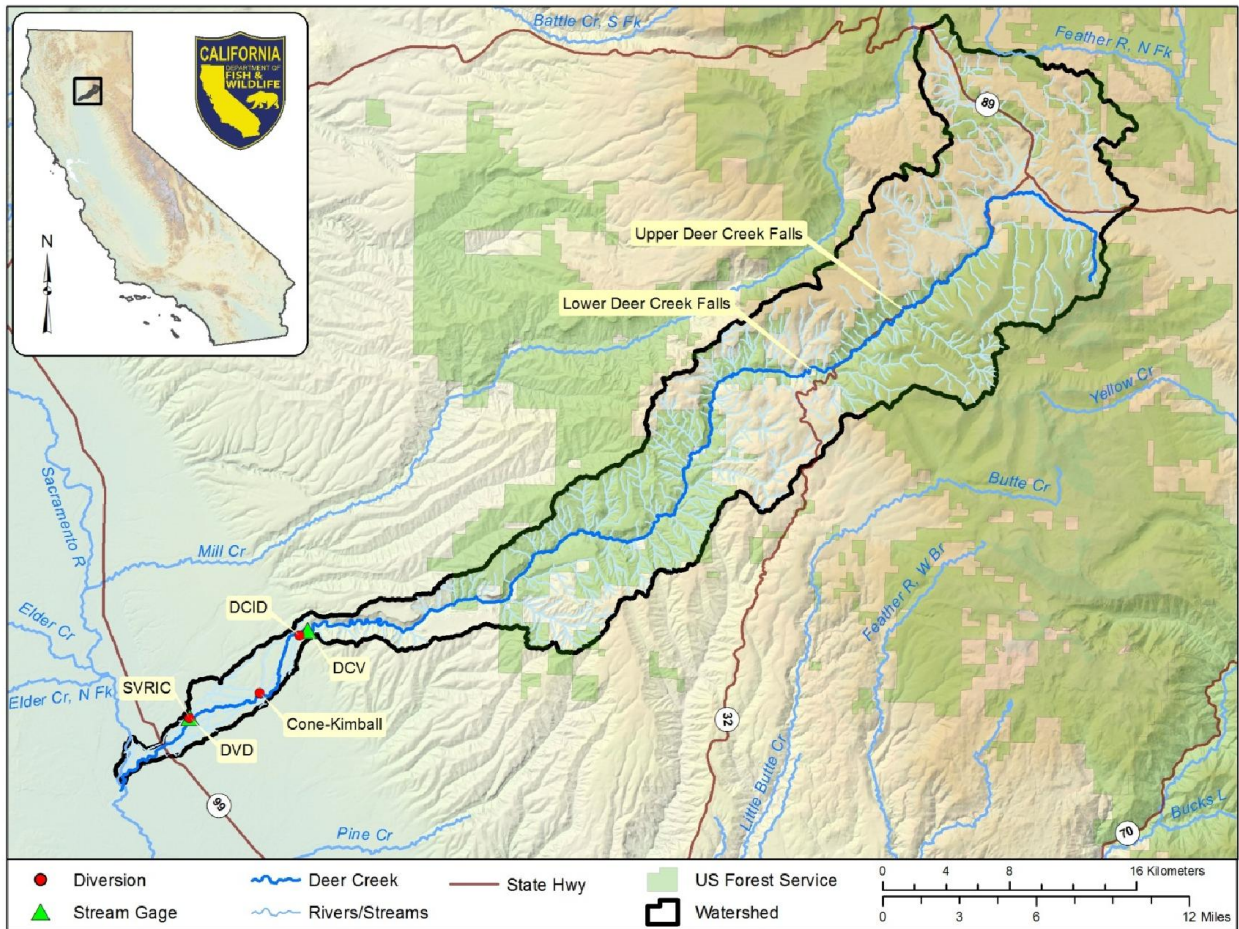 CALIFORNIA
DEPARTMENT OF
FISH &
WILDLIFE
N
Battle Cr, S Fk
Feather R, N Fk
89
Upper Deer Creek Falls
Lower Deer Creek Falls
Yellow Cr
Butte Cr
Sacramento R
Mill Cr
Elder Cr
Feather R, W Br
DCID
DCV
SVRIC
Elder Cr, N Fk
Cone-Kimball
DVD
32
99
Little Butte Cr
Pine Cr
Bucks L
70
Diversion
Deer Creek
State Hwy
US Forest Service
0 4 8 16 Kilometers
Stream Gage
Rivers/Streams
Watershed
0 3 6 12 Miles